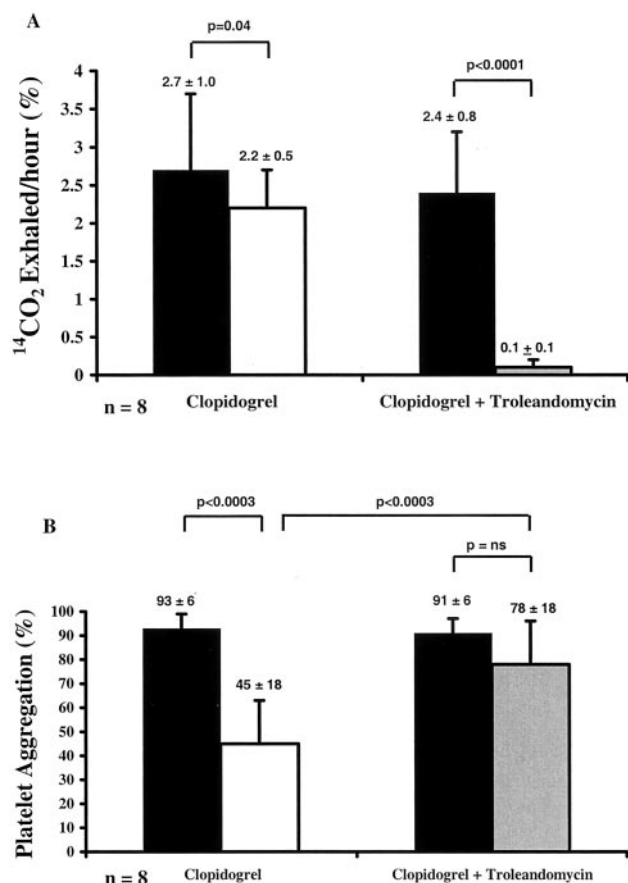 A
p=0.04
p<0.0001
¹⁴CO₂ Exhaled/hour (%)
4
3.5
3
2.5
2
1.5
1
0.5
0
2.7 ± 1.0
2.2 ± 0.5
2.4 ± 0.8
0.1 ± 0.1
n = 8
Clopidogrel
Clopidogrel + Troleandomycin
B
p<0.0003
p<0.0003
p = ns
Platelet Aggregation (%)
100
90
80
70
60
50
40
30
20
10
0
93 ± 6
45 ± 18
91 ± 6
78 ± 18
n = 8
Clopidogrel
Clopidogrel + Troleandomycin